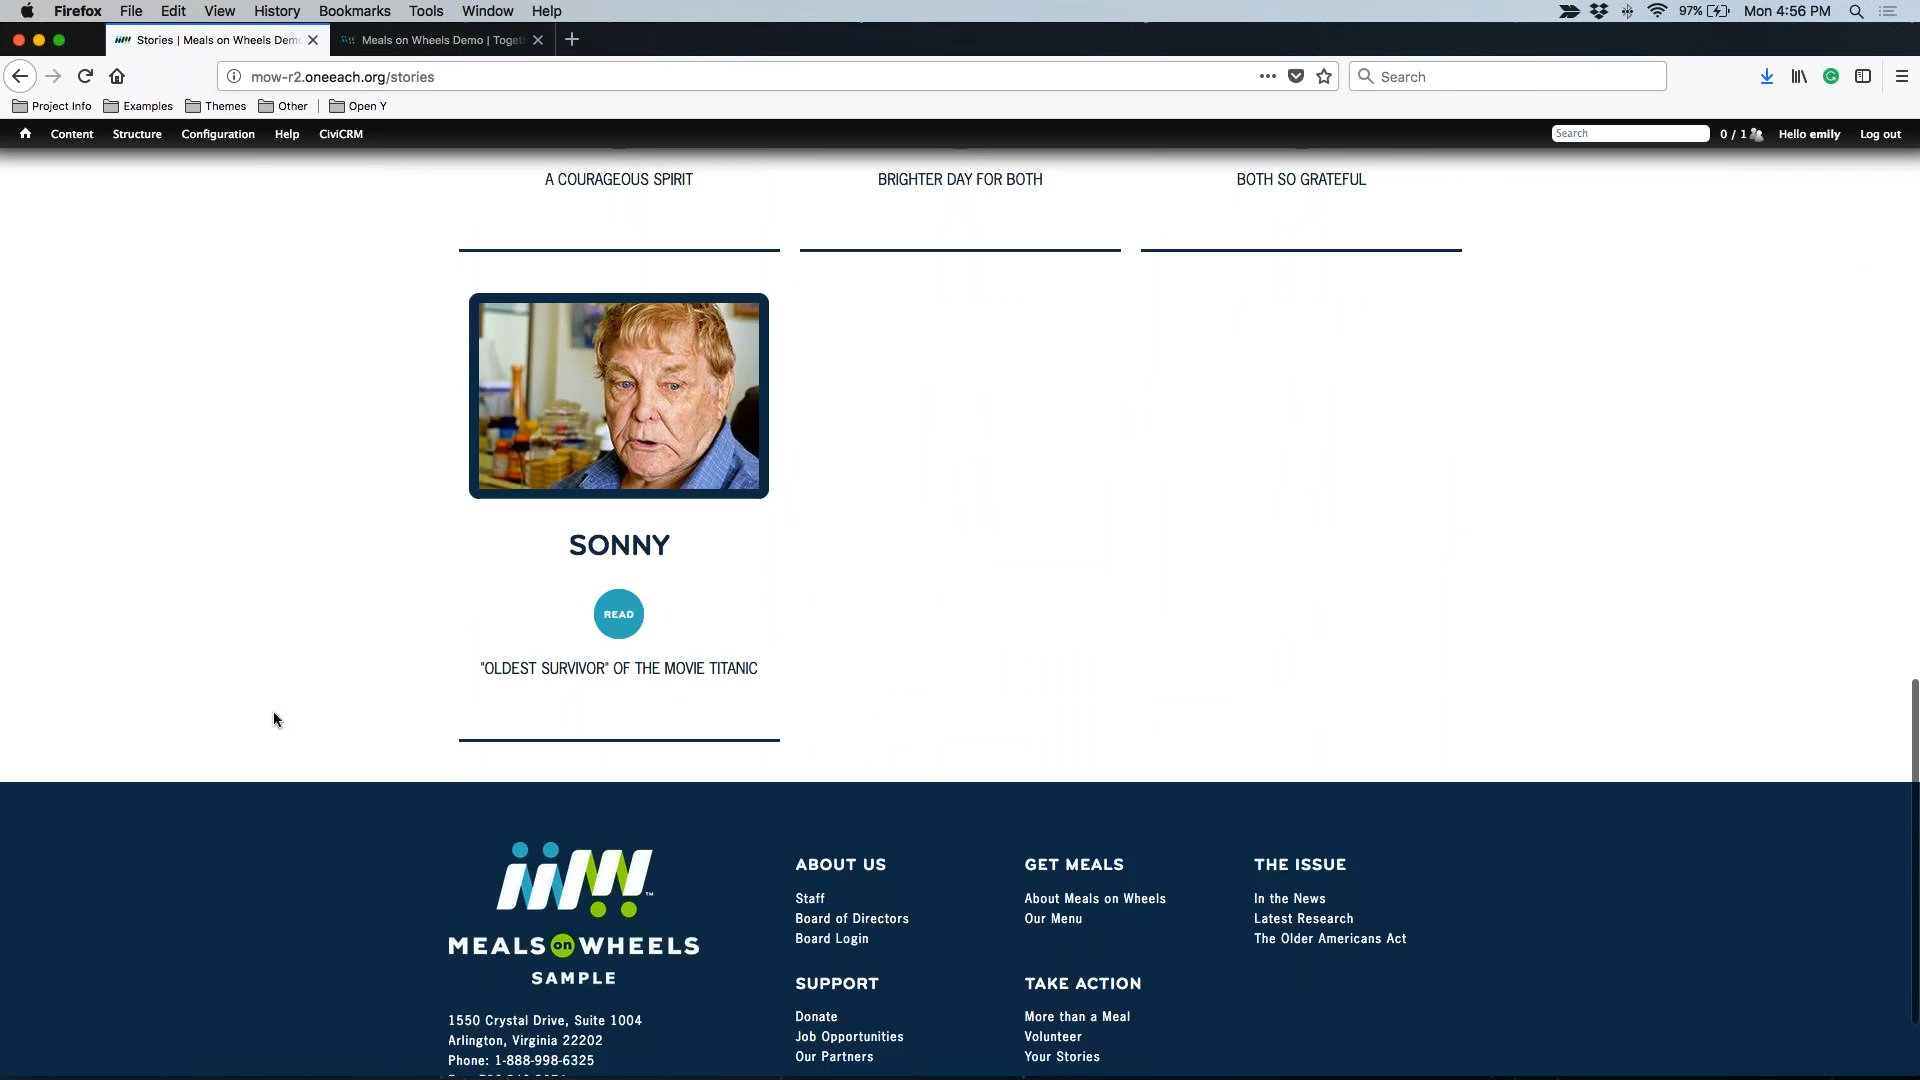 Firefox File Edit View History Bookmarks Tools Window Help 97% Mon 4:56 PM
Stories | Meals on Wheels Dem Meals on Wheels Demo | Toget
mow-r2.oneeach.org/stories Search
Project Info Examples Themes Other Open Y
Content Structure Configuration Help CiviCRM Search 0 / 1 Hello emily Log out
A COURAGEOUS SPIRIT BRIGHTER DAY FOR BOTH BOTH SO GRATEFUL
SONNY
READ
"OLDEST SURVIVOR" OF THE MOVIE TITANIC
MEALS on WHEELS
SAMPLE
1550 Crystal Drive, Suite 1004
Arlington, Virginia 22202
Phone: 1-888-998-6325
ABOUT US
Staff
Board of Directors
Board Login
GET MEALS
About Meals on Wheels
Our Menu
THE ISSUE
In the News
Latest Research
The Older Americans Act
SUPPORT
Donate
Job Opportunities
Our Partners
TAKE ACTION
More than a Meal
Volunteer
Your Stories